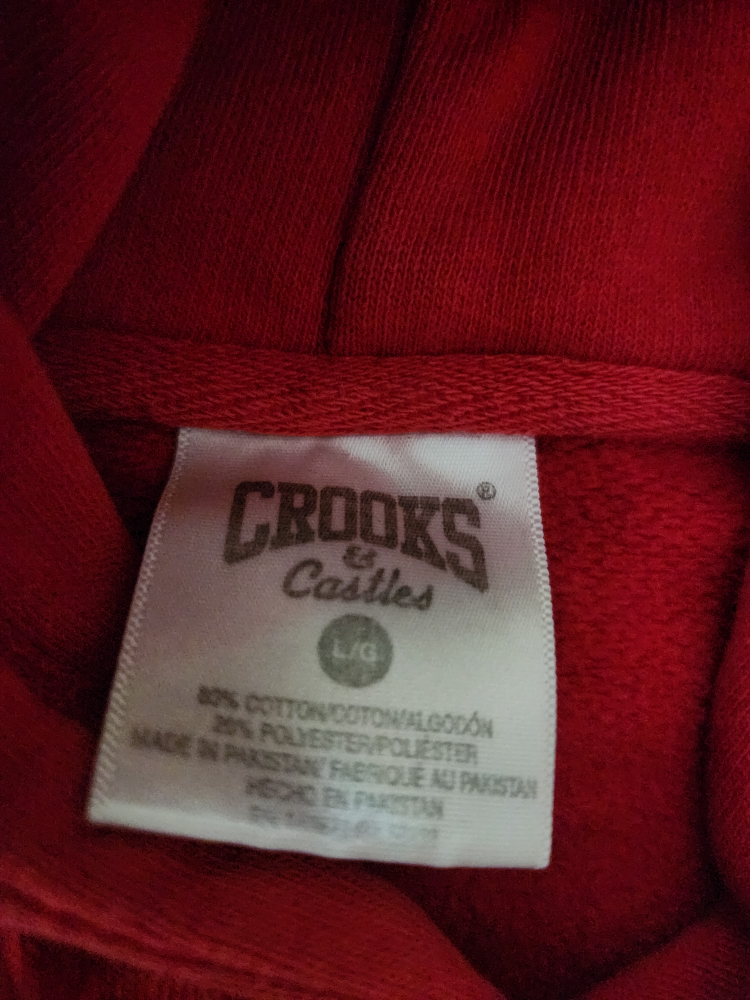 CROOKS®
&
Castles
L/G
80% COTTON/COTON/ALGODÓN
20% POLYESTER/POLIÉSTER
MADE IN PAKISTAN/ FABRIQUÉ AU PAKISTAN
HECHO EN PAKISTAN